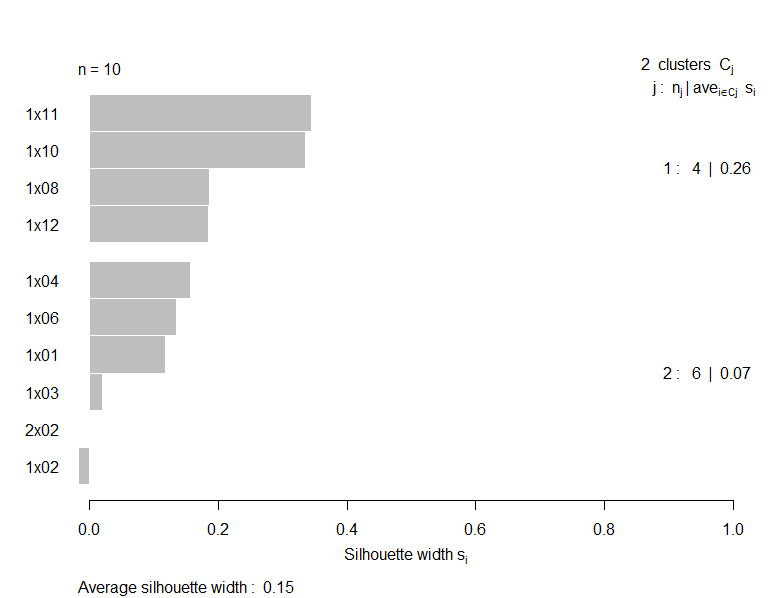 n = 10
2 clusters Cj
j : nj | avei∈Cj si
1x11
1x10
1 : 4 | 0.26
1x08
1x12
1x04
1x06
1x01
2 : 6 | 0.07
1x03
2x02
1x02
0.0 0.2 0.4 0.6 0.8 1.0
Silhouette width si
Average silhouette width : 0.15